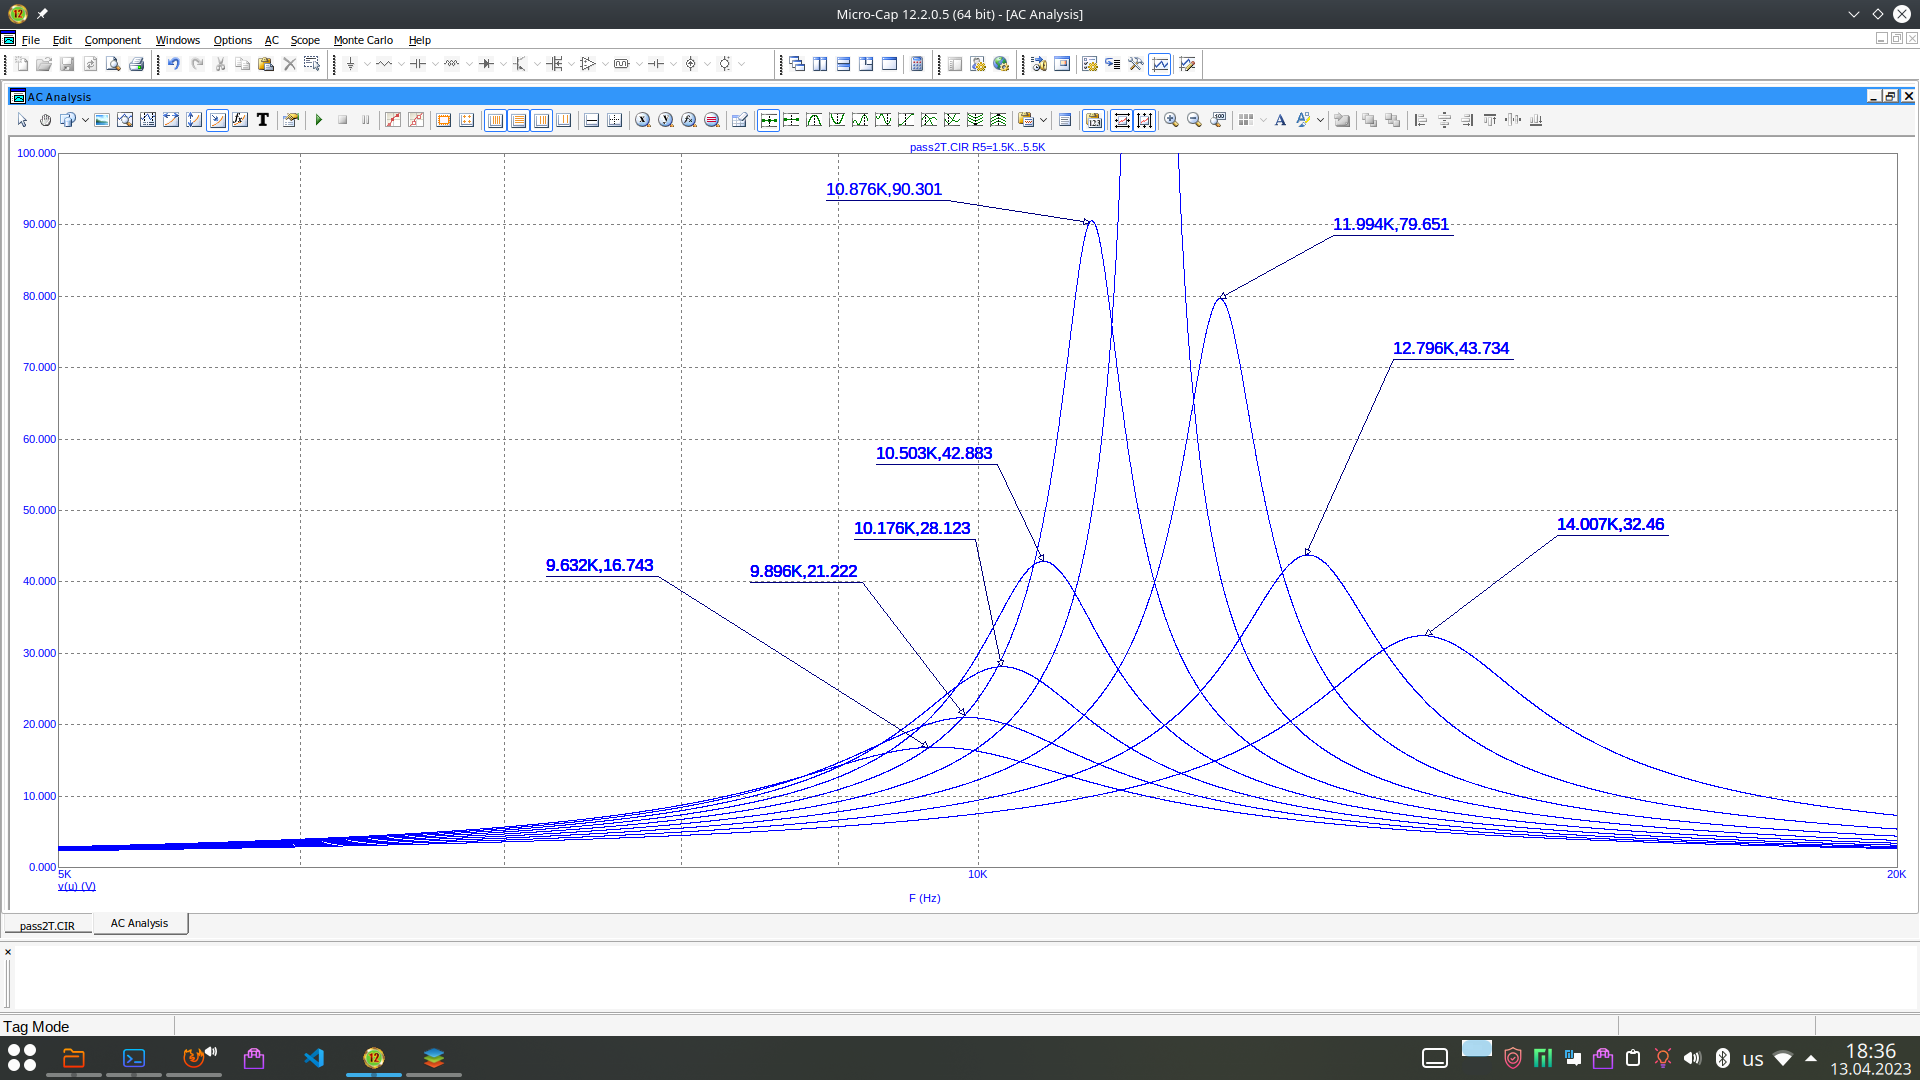 Micro-Cap 12.2.0.5 (64 bit) - [AC Analysis]
File Edit Component Windows Options AC Scope Monte Carlo Help
AC Analysis
pass2T.CIR R5=1.5K...5.5K
100.000
90.000
80.000
70.000
60.000
50.000
40.000
30.000
20.000
10.000
0.000
10.876K,90.301
11.994K,79.651
12.796K,43.734
10.503K,42.883
10.176K,28.123
14.007K,32.46
9.632K,16.743
9.896K,21.222
5K
10K
20K
v(u) (V)
F (Hz)
pass2T.CIR
AC Analysis
Tag Mode
12
us
18:36
13.04.2023